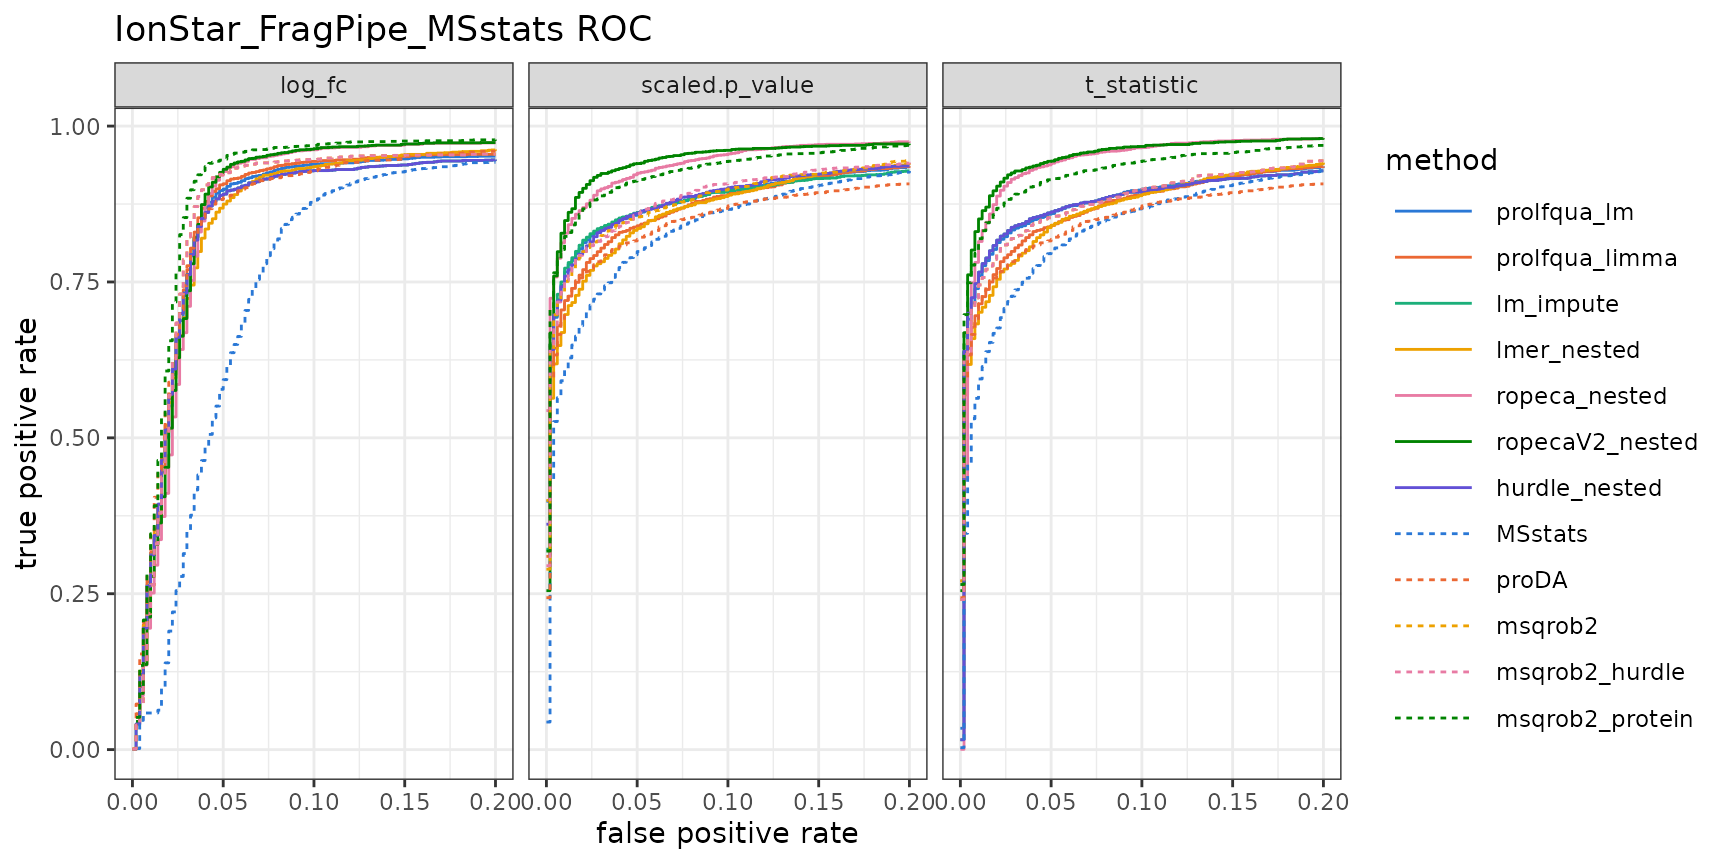 IonStar_FragPipe_MSstats ROC
log_fc
scaled.p_value
t_statistic
true positive rate
1.00
0.75
0.50
0.25
0.00
0.00 0.05 0.10 0.15 0.20
0.00 0.05 0.10 0.15 0.20
0.00 0.05 0.10 0.15 0.20
false positive rate
method
prolfqua_lm
prolfqua_limma
lm_impute
lmer_nested
ropeca_nested
ropecaV2_nested
hurdle_nested
MSstats
proDA
msqrob2
msqrob2_hurdle
msqrob2_protein